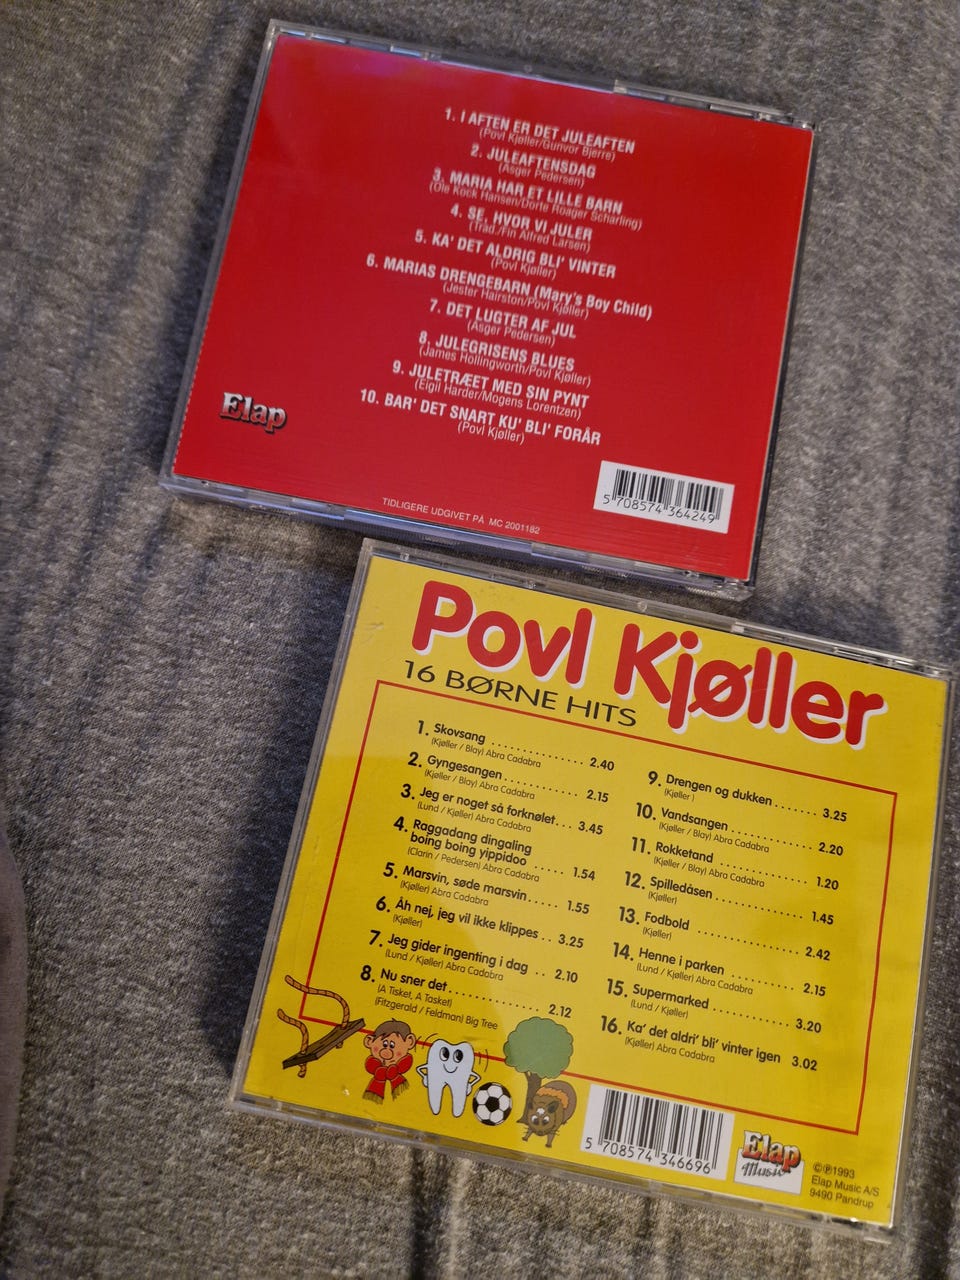 1. I AFTEN ER DET JULEAFTEN
(Povl Kjøller/Gunvor Bjerre)
2. JULEAFTENSDAG
(Asger Pedersen)
3. MARIA HAR ET LILLE BARN
(Ole Kock Hansen/Dorte Roager Scharling)
4. SE, HVOR VI JULER
(Trad./Fin Alfred Larsen)
5. KA' DET ALDRIG BLI' VINTER
(Povl Kjøller)
6. MARIAS DRENGEBARN (Mary's Boy Child)
(Jester Hairston/Povl Kjøller)
7. DET LUGTER AF JUL
(Asger Pedersen)
8. JULEGRISENS BLUES
(James Hollingworth/Povl Kjøller)
9. JULETRÆET MED SIN PYNT
(Eigil Harder/Mogens Lorentzen)
10. BAR' DET SNART KU' BLI' FORÅR
(Povl Kjøller)
Elap
5 708574 364249
TIDLIGERE UDGIVET PÅ MC 2001182
Povl Kjøller
16 BØRNE HITS
1. Skovsang .......... 2.40
(Kjøller / Blay) Abra Cadabra
2. Gyngesangen .......... 2.15
(Kjøller / Blay) Abra Cadabra
3. Jeg er noget så forknølet... 3.45
(Lund / Kjøller) Abra Cadabra
4. Raggadang dingaling
boing boing yippidoo .......... 1.54
(Clarin / Pedersen) Abra Cadabra
5. Marsvin, søde marsvin..... 1.55
(Kjøller) Abra Cadabra
6. Åh nej, jeg vil ikke klippes .. 3.25
(Kjøller)
7. Jeg gider ingenting i dag .. 2.10
(Lund / Kjøller) Abra Cadabra
8. Nu sner det .......... 2.12
(A Tisket, A Tasket)
(Fitzgerald / Feldman) Big Tree
9. Drengen og dukken ....... 3.25
(Kjøller )
10. Vandsangen .......... 2.20
(Kjøller / Blay) Abra Cadabra
11. Rokketand .......... 1.20
(Kjøller / Blay) Abra Cadabra
12. Spilledåsen .......... 1.45
(Kjøller)
13. Fodbold .......... 2.42
(Kjøller)
14. Henne i parken .......... 2.15
(Lund / Kjøller) Abra Cadabra
15. Supermarked .......... 3.20
(Lund / Kjøller)
16. Ka' det aldri' bli' vinter igen 3.02
(Kjøller) Abra Cadabra
5 708574 346696
Elap
Music
©℗1993
Elap Music A/S
9490 Pandrup